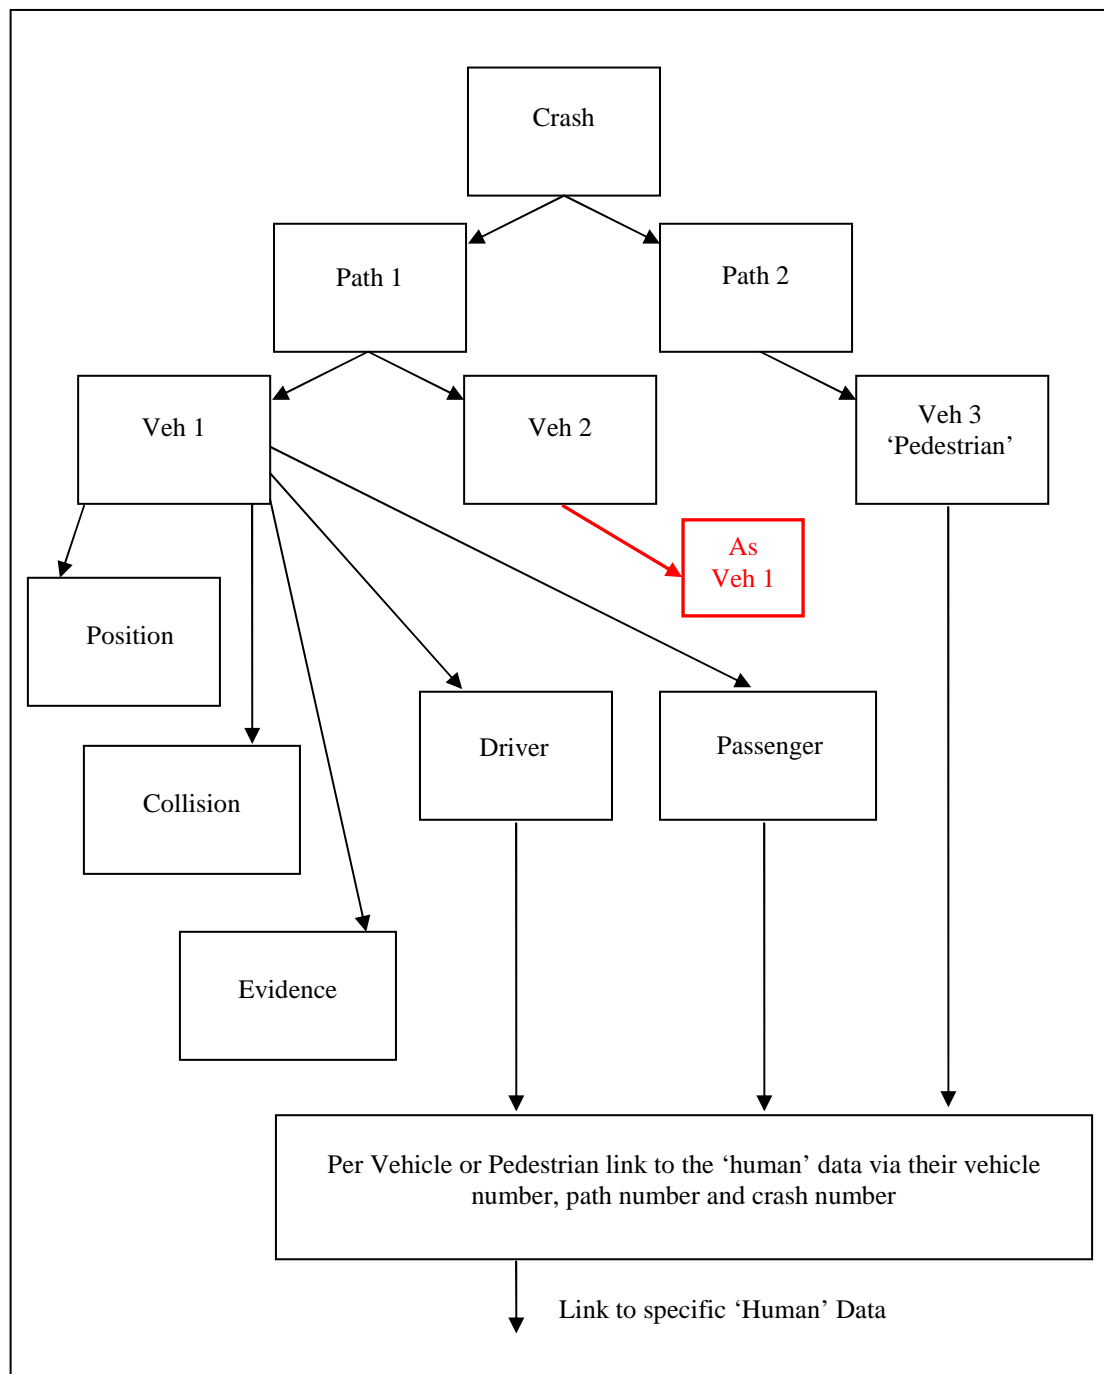 Crash
Path 1
Path 2
Veh 1
Veh 2
Veh 3
‘Pedestrian’
As
Veh 1
Position
Driver
Passenger
Collision
Evidence
Per Vehicle or Pedestrian link to the ‘human’ data via their vehicle
number, path number and crash number
Link to specific ‘Human’ Data